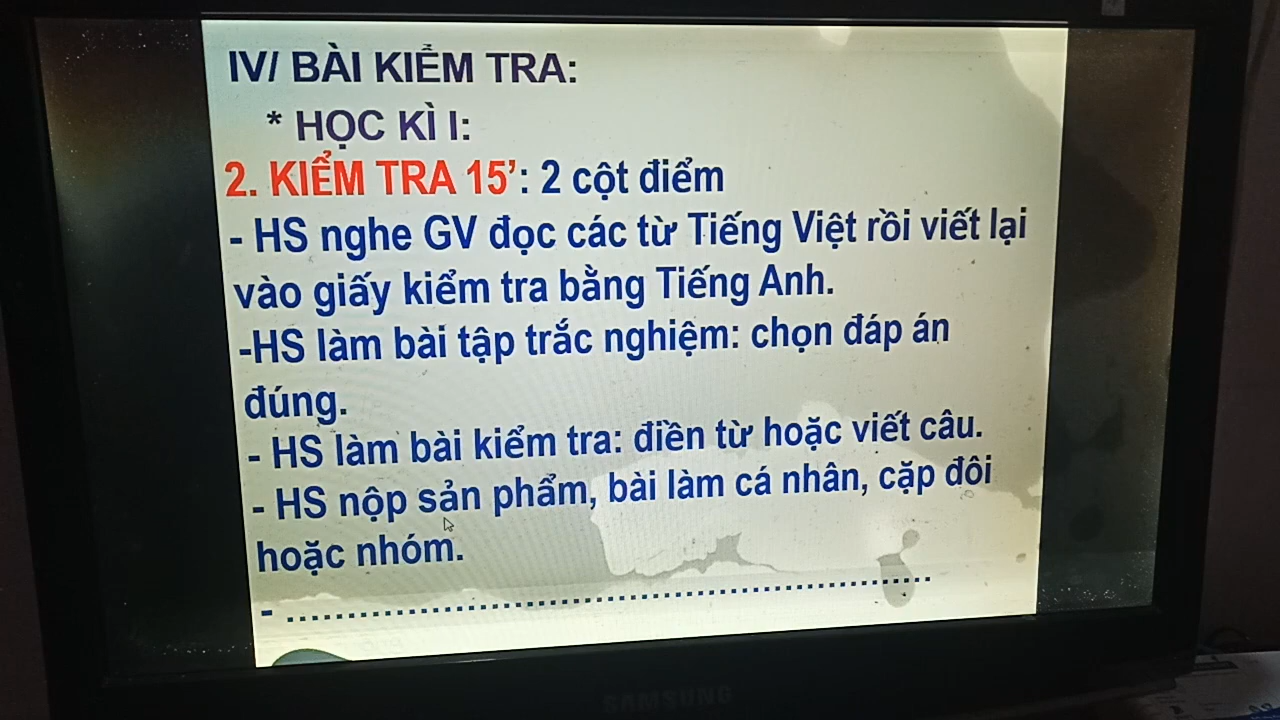 IV/ BÀI KIỂM TRA:
* HỌC KÌ I:
2. KIỂM TRA 15’: 2 cột điểm
- HS nghe GV đọc các từ Tiếng Việt rồi viết lại
vào giấy kiểm tra bằng Tiếng Anh.
-HS làm bài tập trắc nghiệm: chọn đáp án
đúng.
- HS làm bài kiểm tra: điền từ hoặc viết câu.
- HS nộp sản phẩm, bài làm cá nhân, cặp đôi
hoặc nhóm.
- ....................................................
SAMSUNG